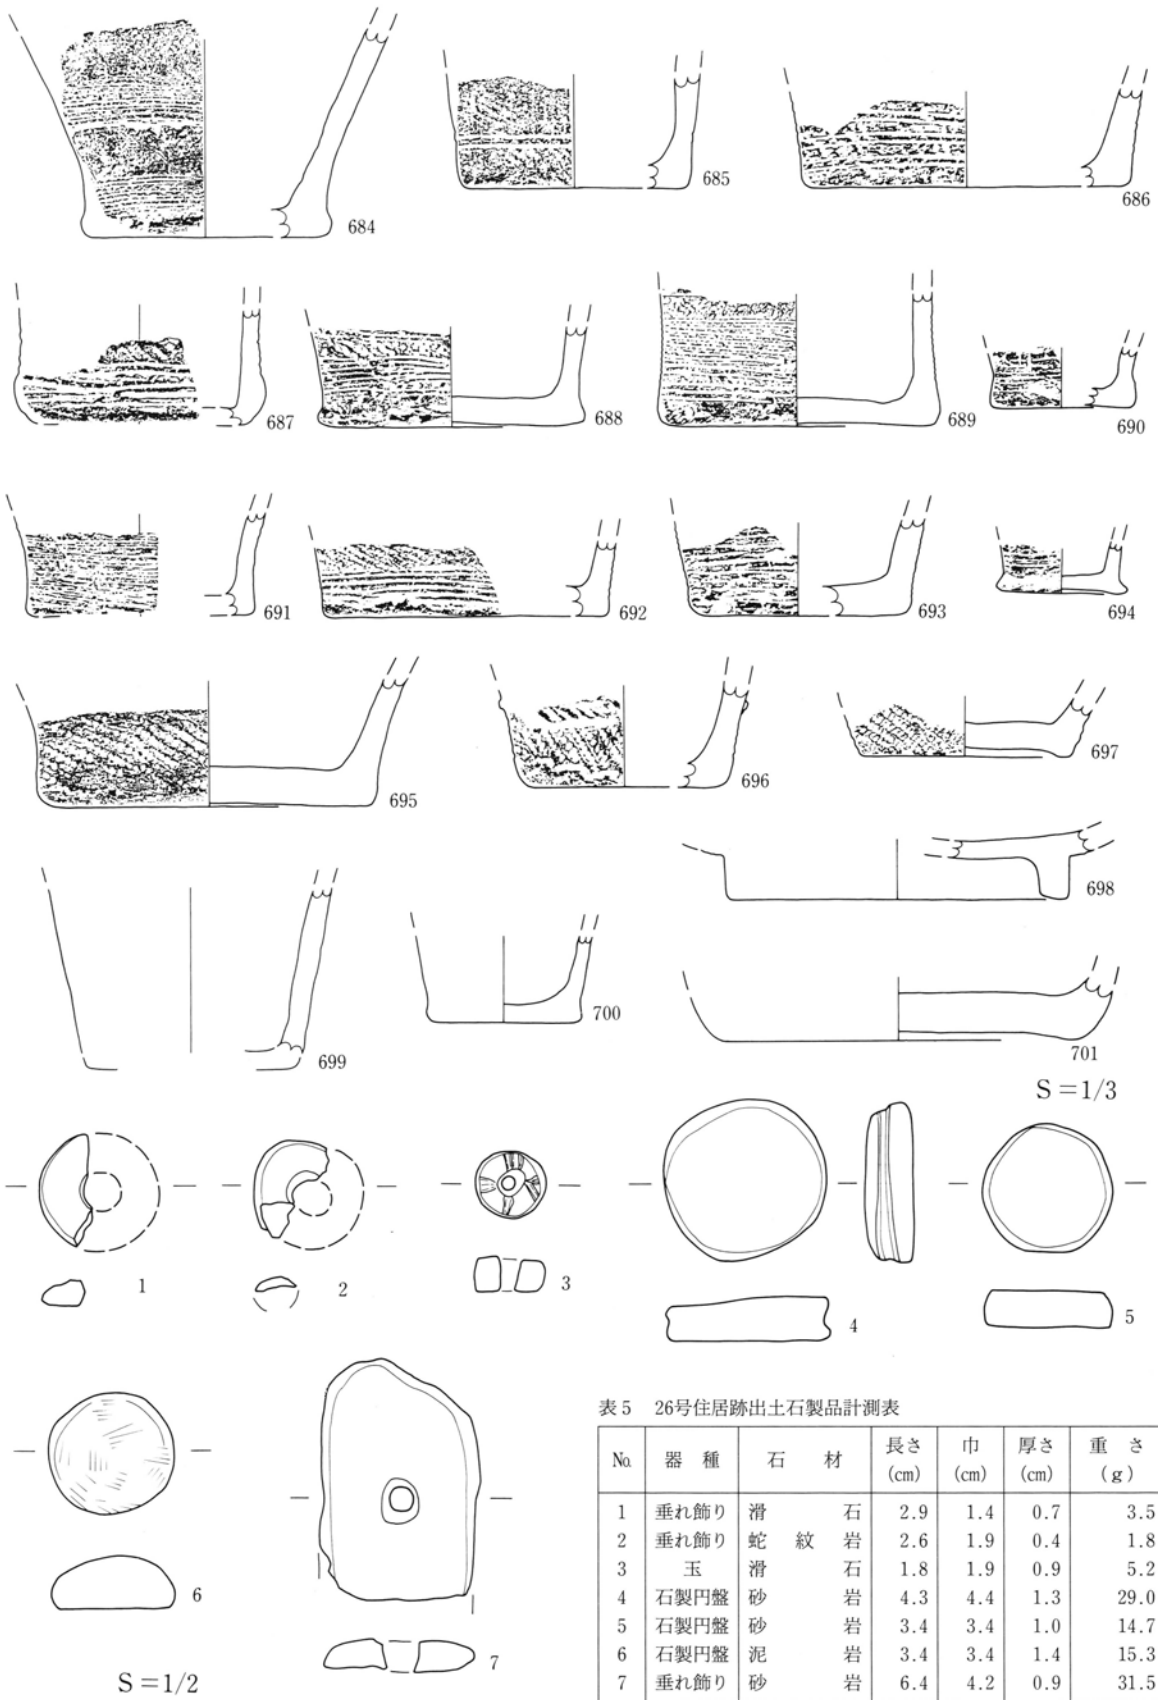 684
685
686
687
688
689
690
691
692
693
694
695
696
697
698
699
700
701
S＝1/3
1
2
3
4
5
6
7
S＝1/2
表5 26号住居跡出土石製品計測表
№ 器種 石材 長さ(cm) 巾(cm) 厚さ(cm) 重さ(g)
1 垂れ飾り 滑石 2.9 1.4 0.7 3.5
2 垂れ飾り 蛇紋岩 2.6 1.9 0.4 1.8
3 玉 滑石 1.8 1.9 0.9 5.2
4 石製円盤 砂岩 4.3 4.4 1.3 29.0
5 石製円盤 砂岩 3.4 3.4 1.0 14.7
6 石製円盤 泥岩 3.4 3.4 1.4 15.3
7 垂れ飾り 砂岩 6.4 4.2 0.9 31.5